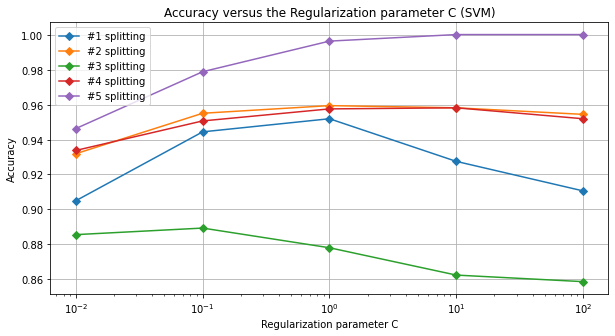 Accuracy versus the Regularization parameter C (SVM)
#1 splitting
#2 splitting
#3 splitting
#4 splitting
#5 splitting
Accuracy
1.00
0.98
0.96
0.94
0.92
0.90
0.88
0.86
10⁻² 10⁻¹ 10⁰ 10¹ 10²
Regularization parameter C